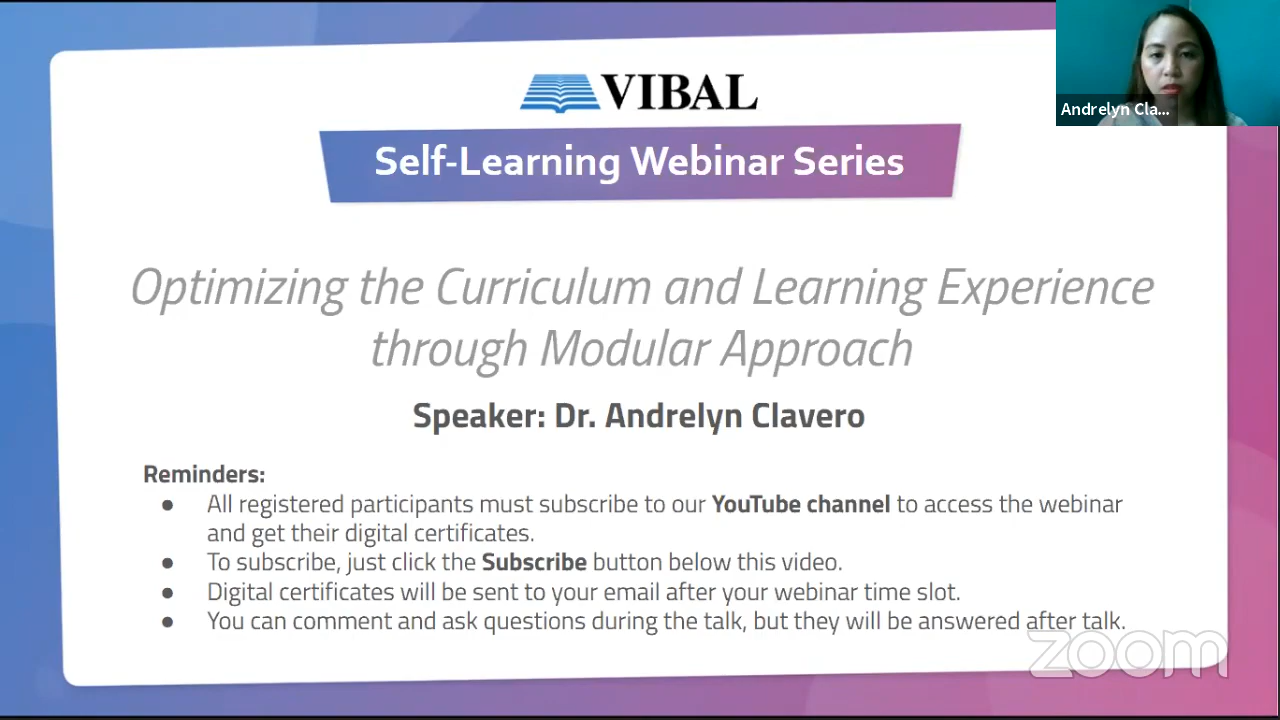 VIBAL
Andrelyn Cla...
Self-Learning Webinar Series
Optimizing the Curriculum and Learning Experience
through Modular Approach
Speaker: Dr. Andrelyn Clavero
Reminders:
● All registered participants must subscribe to our YouTube channel to access the webinar
and get their digital certificates.
● To subscribe, just click the Subscribe button below this video.
● Digital certificates will be sent to your email after your webinar time slot.
● You can comment and ask questions during the talk, but they will be answered after talk.
zoom